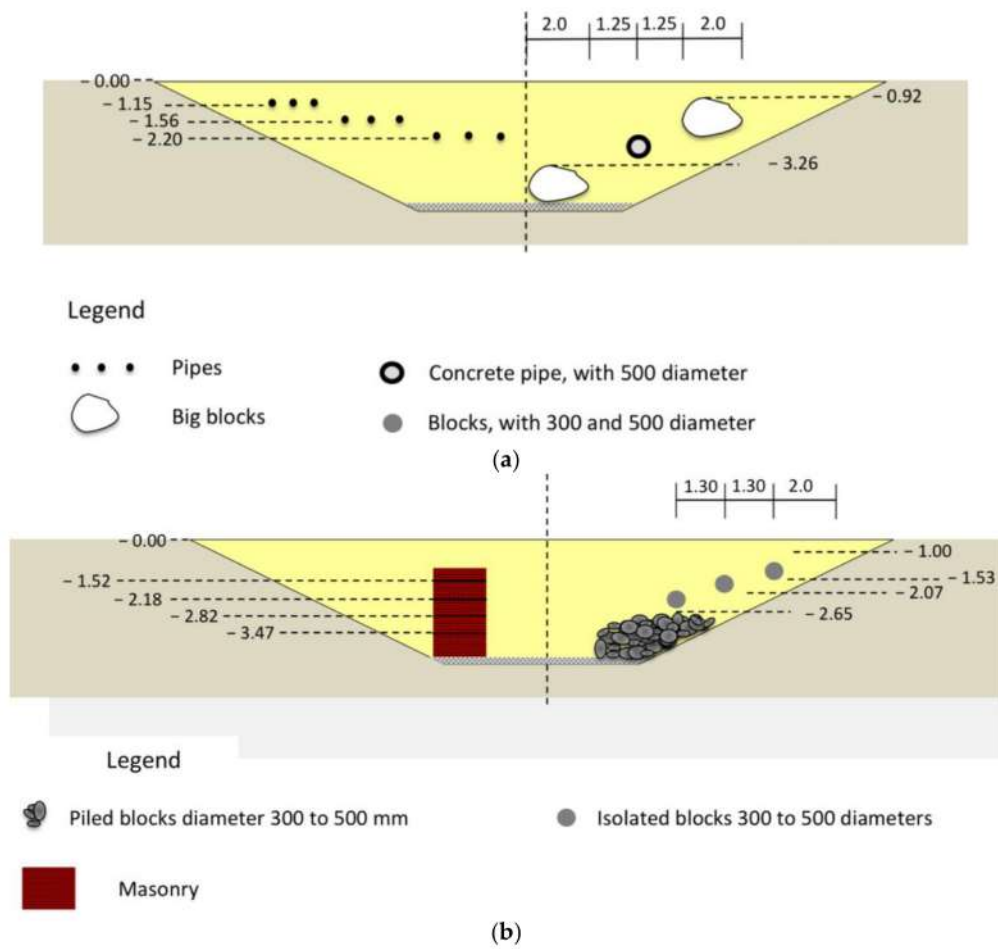 2.0 1.25 1.25 2.0
– 0.00
– 0.92
– 1.15
– 1.56
– 2.20
– 3.26
Legend
Pipes
Concrete pipe, with 500 diameter
Big blocks
Blocks, with 300 and 500 diameter
(a)
1.30 1.30 2.0
– 0.00
– 1.00
– 1.52
– 1.53
– 2.18
– 2.07
– 2.82
– 2.65
– 3.47
Legend
Piled blocks diameter 300 to 500 mm
Isolated blocks 300 to 500 diameters
Masonry
(b)